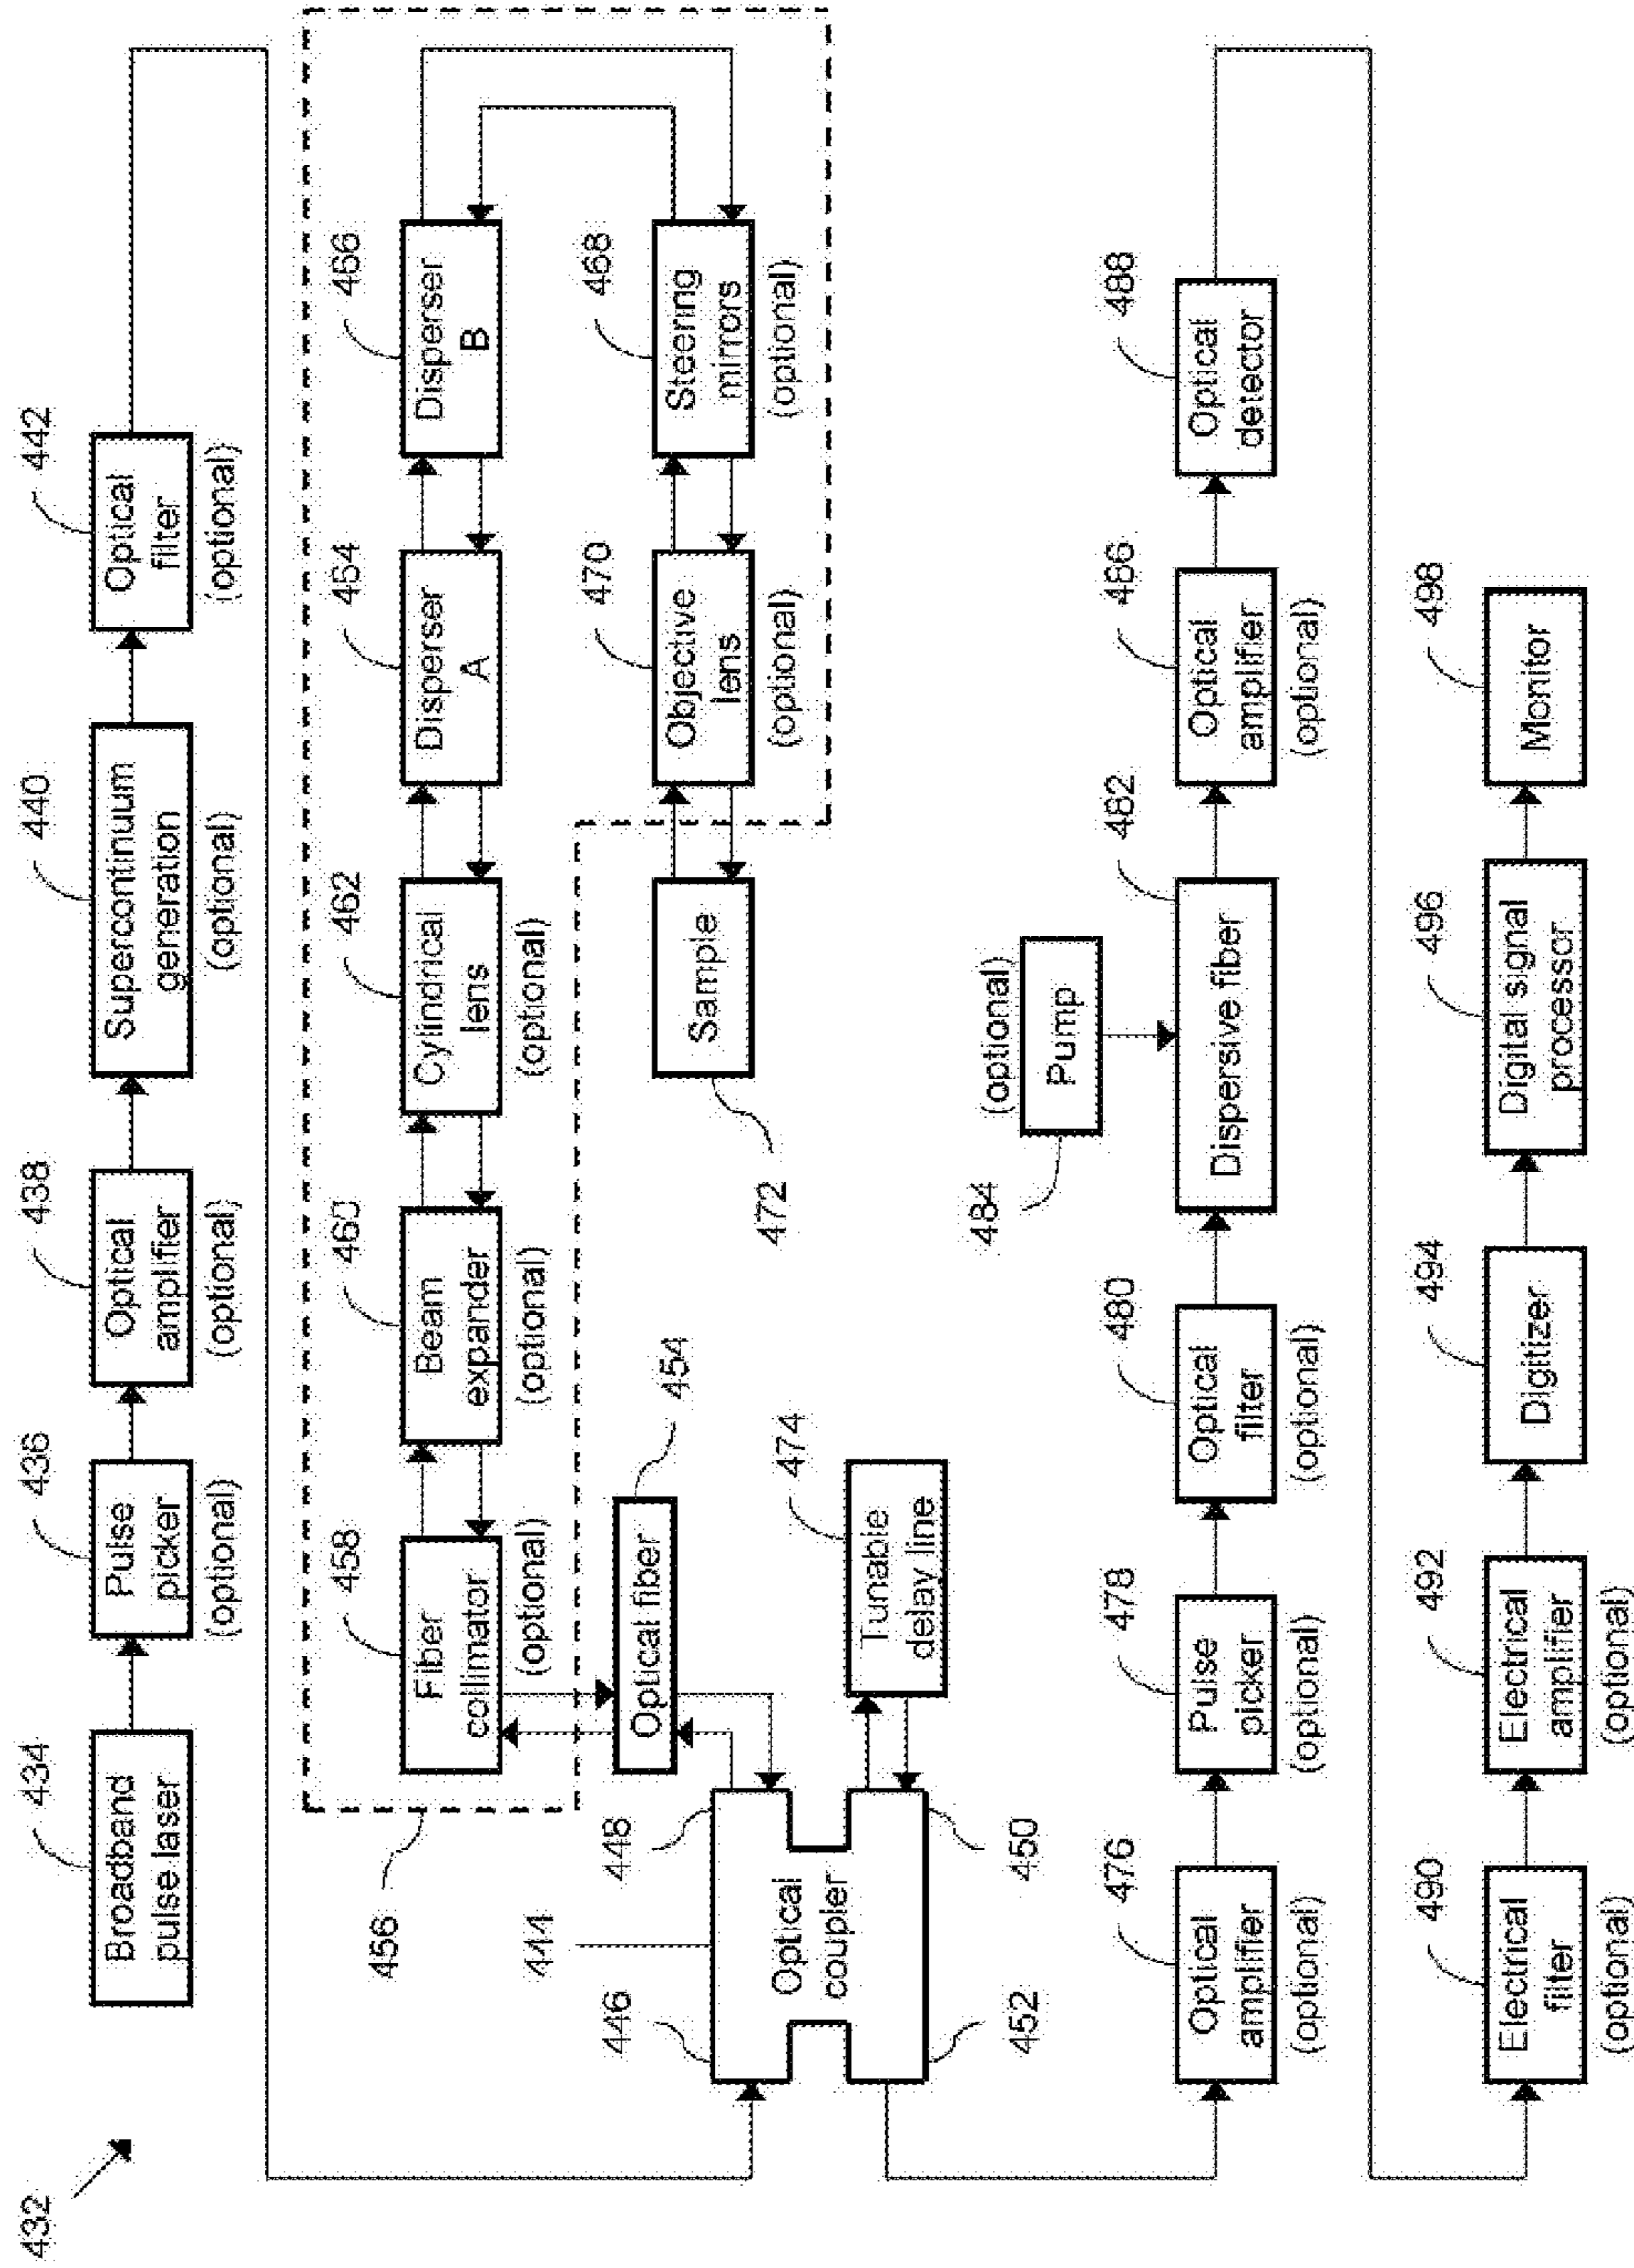 432
434
Broadband
pulse laser
436
Pulse
picker
(optional)
438
Optical
amplifier
(optional)
440
Supercontinuum
generation
(optional)
442
Optical
filter
(optional)
456
458
Fiber
collimator
(optional)
460
Beam
expander
(optional)
462
Cylindrical
lens
(optional)
464
Disperser
A
466
Disperser
B
468
Steering
mirrors
(optional)
470
Objective
lens
(optional)
Sample
472
454
Optical fiber
444
446
448
Optical
coupler
450
452
474
Tunable
delay line
476
Optical
amplifier
(optional)
478
Pulse
picker
(optional)
480
Optical
filter
(optional)
482
Dispersive fiber
(optional)
Pump
484
486
Optical
amplifier
(optional)
488
Optical
detector
490
Electrical
filter
(optional)
492
Electrical
amplifier
(optional)
494
Digitizer
496
Digital signal
processor
498
Monitor